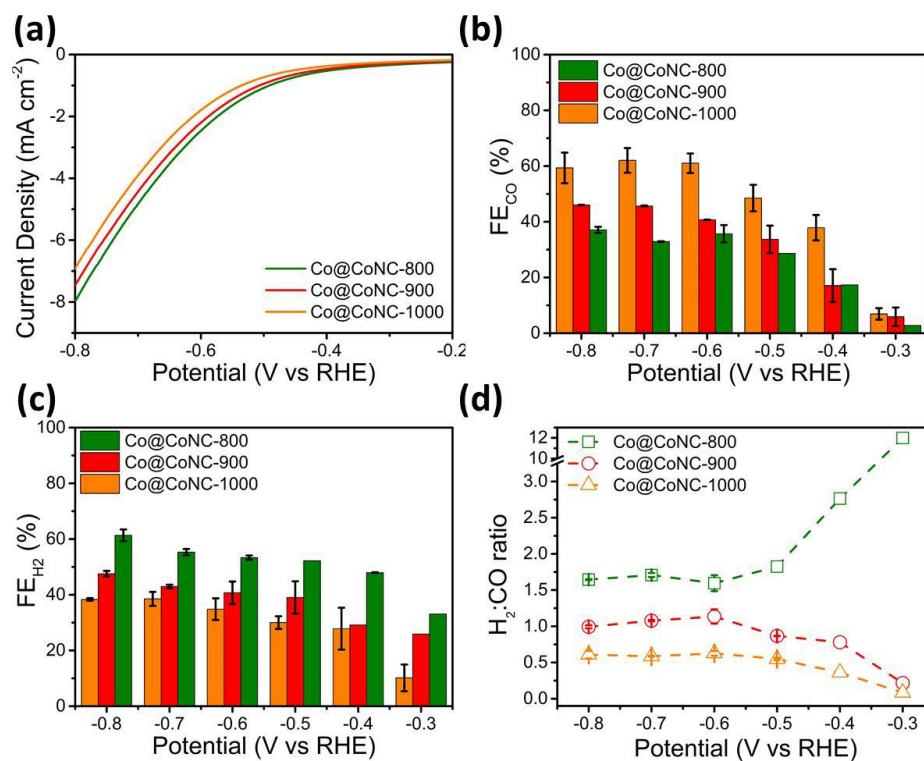 (a)
0
-2
-4
-6
-8
Current Density (mA cm⁻²)
Co@CoNC-800
Co@CoNC-900
Co@CoNC-1000
-0.8 -0.6 -0.4 -0.2
Potential (V vs RHE)
(b)
100
80
60
40
20
0
FE_CO (%)
Co@CoNC-800
Co@CoNC-900
Co@CoNC-1000
-0.8 -0.7 -0.6 -0.5 -0.4 -0.3
Potential (V vs RHE)
(c)
100
80
60
40
20
0
FE_H2 (%)
Co@CoNC-800
Co@CoNC-900
Co@CoNC-1000
-0.8 -0.7 -0.6 -0.5 -0.4 -0.3
Potential (V vs RHE)
(d)
12
10
2.5
2.0
1.5
1.0
0.5
0.0
H₂:CO ratio
Co@CoNC-800
Co@CoNC-900
Co@CoNC-1000
-0.8 -0.7 -0.6 -0.5 -0.4 -0.3
Potential (V vs RHE)